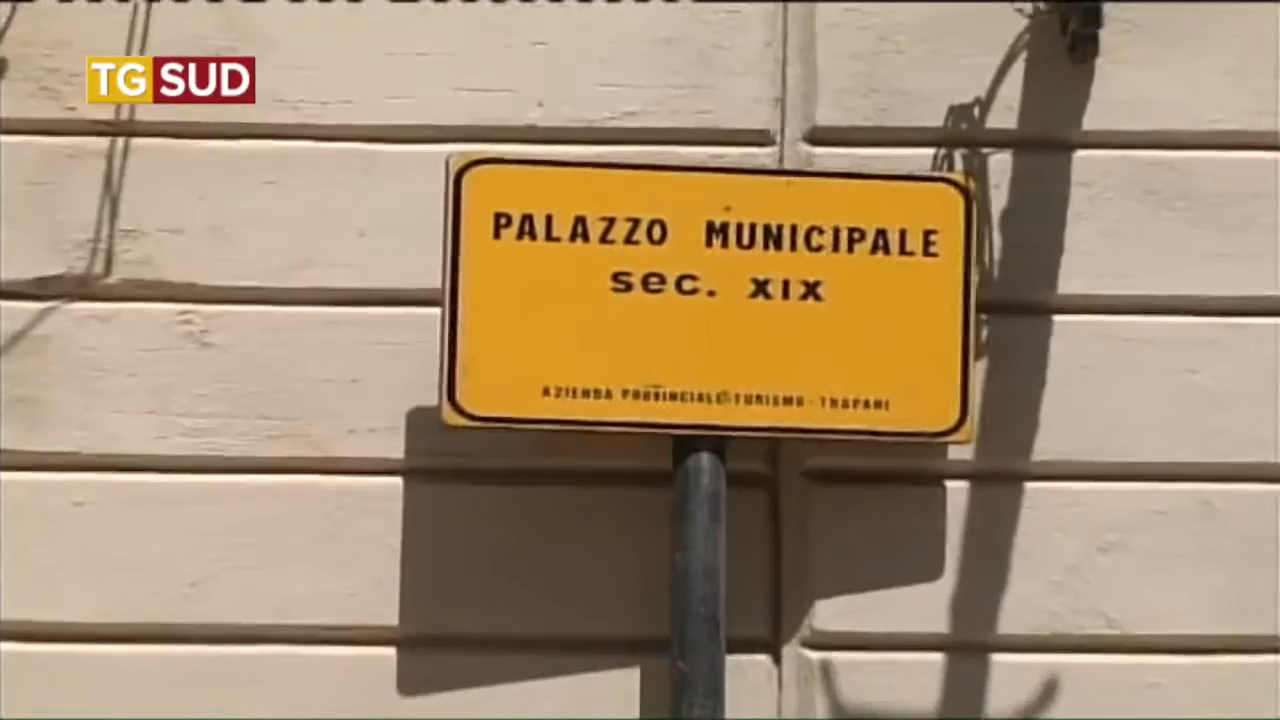 TG SUD
PALAZZO MUNICIPALE
sec. XIX
AZIENDA PROVINCIALE TURISMO - TRAPANI